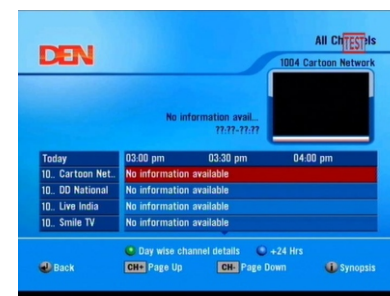 DEN
All Ch TEST ls
1004 Cartoon Network
No information avail...
??:??-??:??
Today 03:00 pm 03:30 pm 04:00 pm
10.. Cartoon Net.. No information available
10.. DD National No information available
10.. Live India No information available
10.. Smile TV No information available
Day wise channel details +24 Hrs
Back CH+ Page Up CH- Page Down i Synopsis